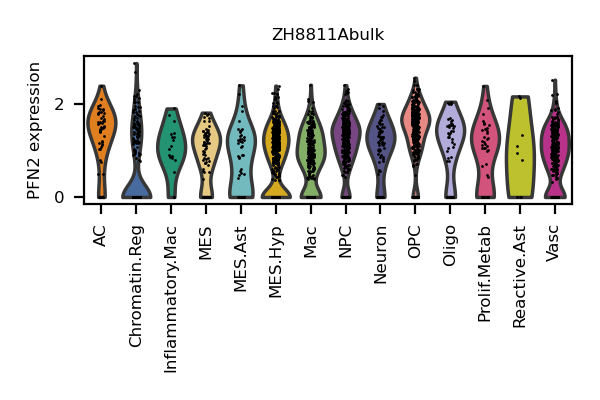 ZH8811Abulk
PFN2 expression
2
0
AC
Chromatin.Reg
Inflammatory.Mac
MES
MES.Ast
MES.Hyp
Mac
NPC
Neuron
OPC
Oligo
Prolif.Metab
Reactive.Ast
Vasc